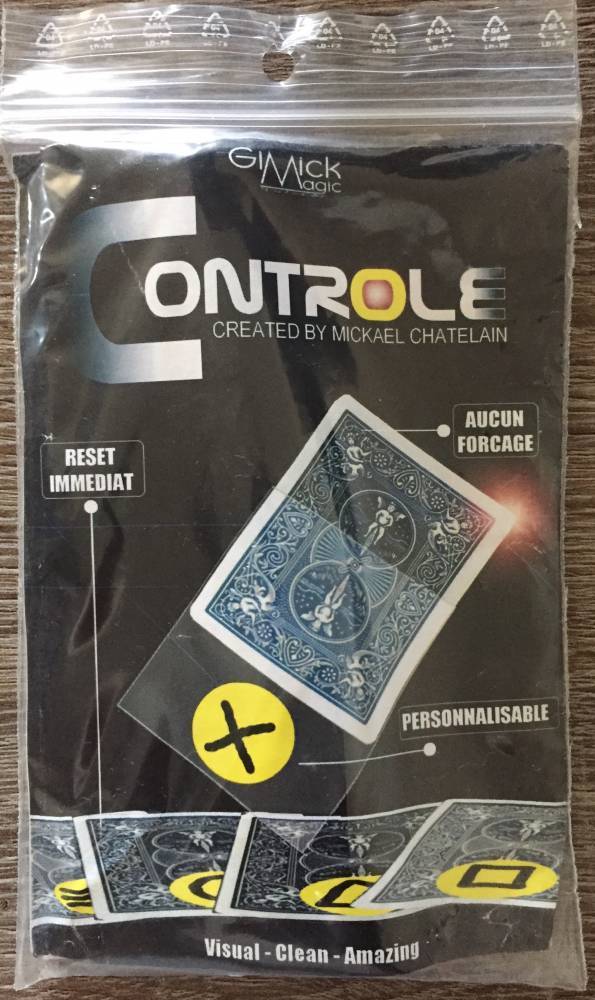 GiMick
Magic
CONTROLE
CREATED BY MICKAEL CHATELAIN
AUCUN
FORCAGE
RESET
IMMEDIAT
PERSONNALISABLE
Visual - Clean - Amazing